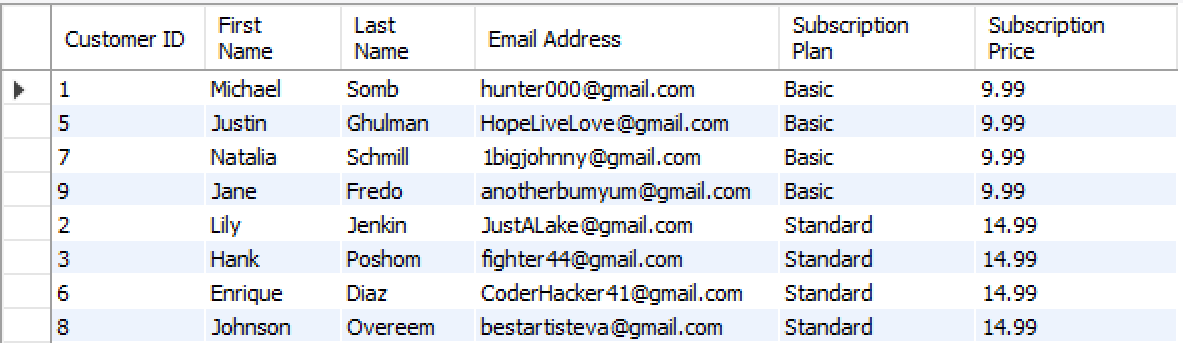 Customer ID First Name Last Name Email Address Subscription Plan Subscription Price
1 Michael Somb hunter000@gmail.com Basic 9.99
5 Justin Ghulman HopeLiveLove@gmail.com Basic 9.99
7 Natalia Schmill 1bigjohnny@gmail.com Basic 9.99
9 Jane Fredo anotherbumyum@gmail.com Basic 9.99
2 Lily Jenkin JustALake@gmail.com Standard 14.99
3 Hank Poshom fighter44@gmail.com Standard 14.99
6 Enrique Diaz CoderHacker41@gmail.com Standard 14.99
8 Johnson Overeem bestartisteva@gmail.com Standard 14.99